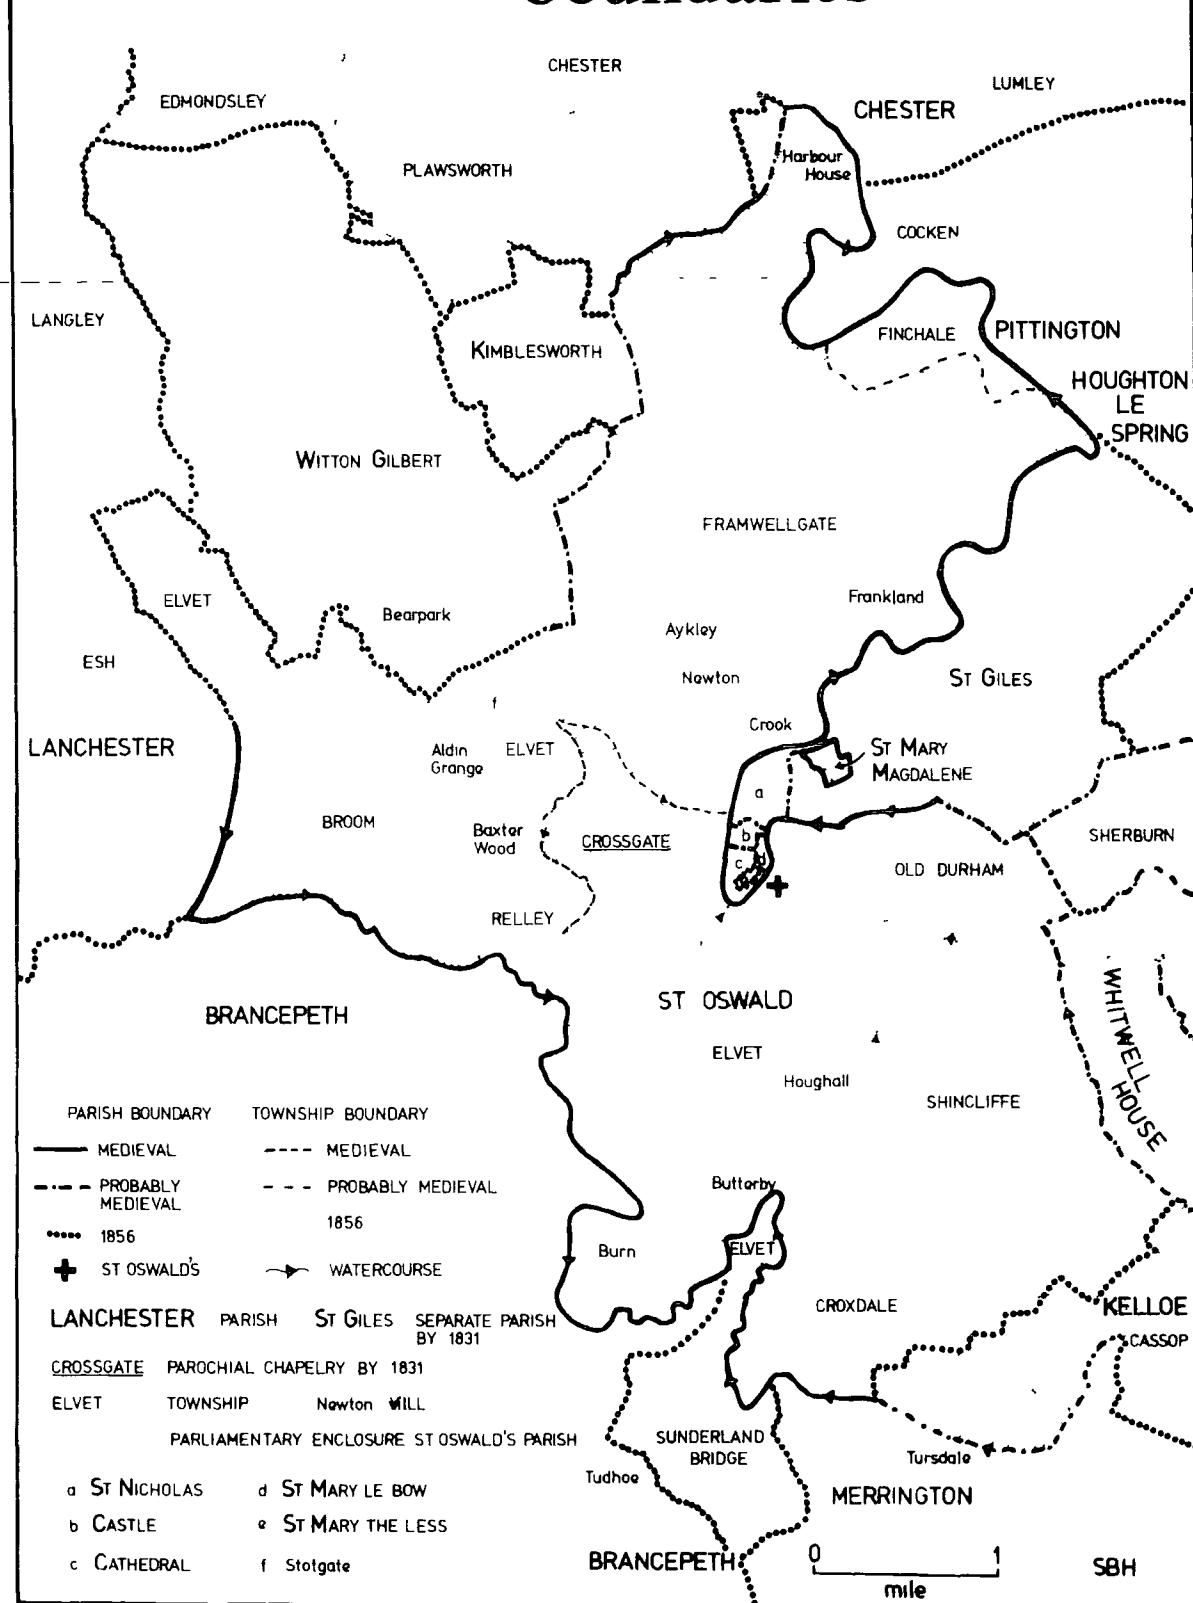 Boundaries
CHESTER
LUMLEY
EDMONDSLEY
CHESTER
PLAWSWORTH
Harbour
House
COCKEN
LANGLEY
FINCHALE
PITTINGTON
KIMBLESWORTH
HOUGHTON
LE
SPRING
WITTON GILBERT
FRAMWELLGATE
ELVET
Bearpark
Frankland
Aykley
ESH
Newton
ST GILES
f
Crook
LANCHESTER
Aldin
Grange
ELVET
ST MARY
MAGDALENE
a
BROOM
Baxter
Wood
CROSSGATE
b
SHERBURN
c
d
e
OLD DURHAM
RELLEY
BRANCEPETH
ST OSWALD
WHITWELL
HOUSE
ELVET
Houghall
SHINCLIFFE
PARISH BOUNDARY
TOWNSHIP BOUNDARY
MEDIEVAL
MEDIEVAL
PROBABLY
MEDIEVAL
PROBABLY MEDIEVAL
1856
1856
ST OSWALD'S
WATERCOURSE
Butterby
Burn
ELVET
CROXDALE
KELLOE
CASSOP
LANCHESTER PARISH
ST GILES SEPARATE PARISH
BY 1831
CROSSGATE PAROCHIAL CHAPELRY BY 1831
ELVET TOWNSHIP
Newton MILL
PARLIAMENTARY ENCLOSURE ST OSWALD'S PARISH
SUNDERLAND
BRIDGE
Tursdale
Tudhoe
MERRINGTON
a ST NICHOLAS
d ST MARY LE BOW
b CASTLE
e ST MARY THE LESS
c CATHEDRAL
f Stotgate
BRANCEPETH
0 1
mile
SBH